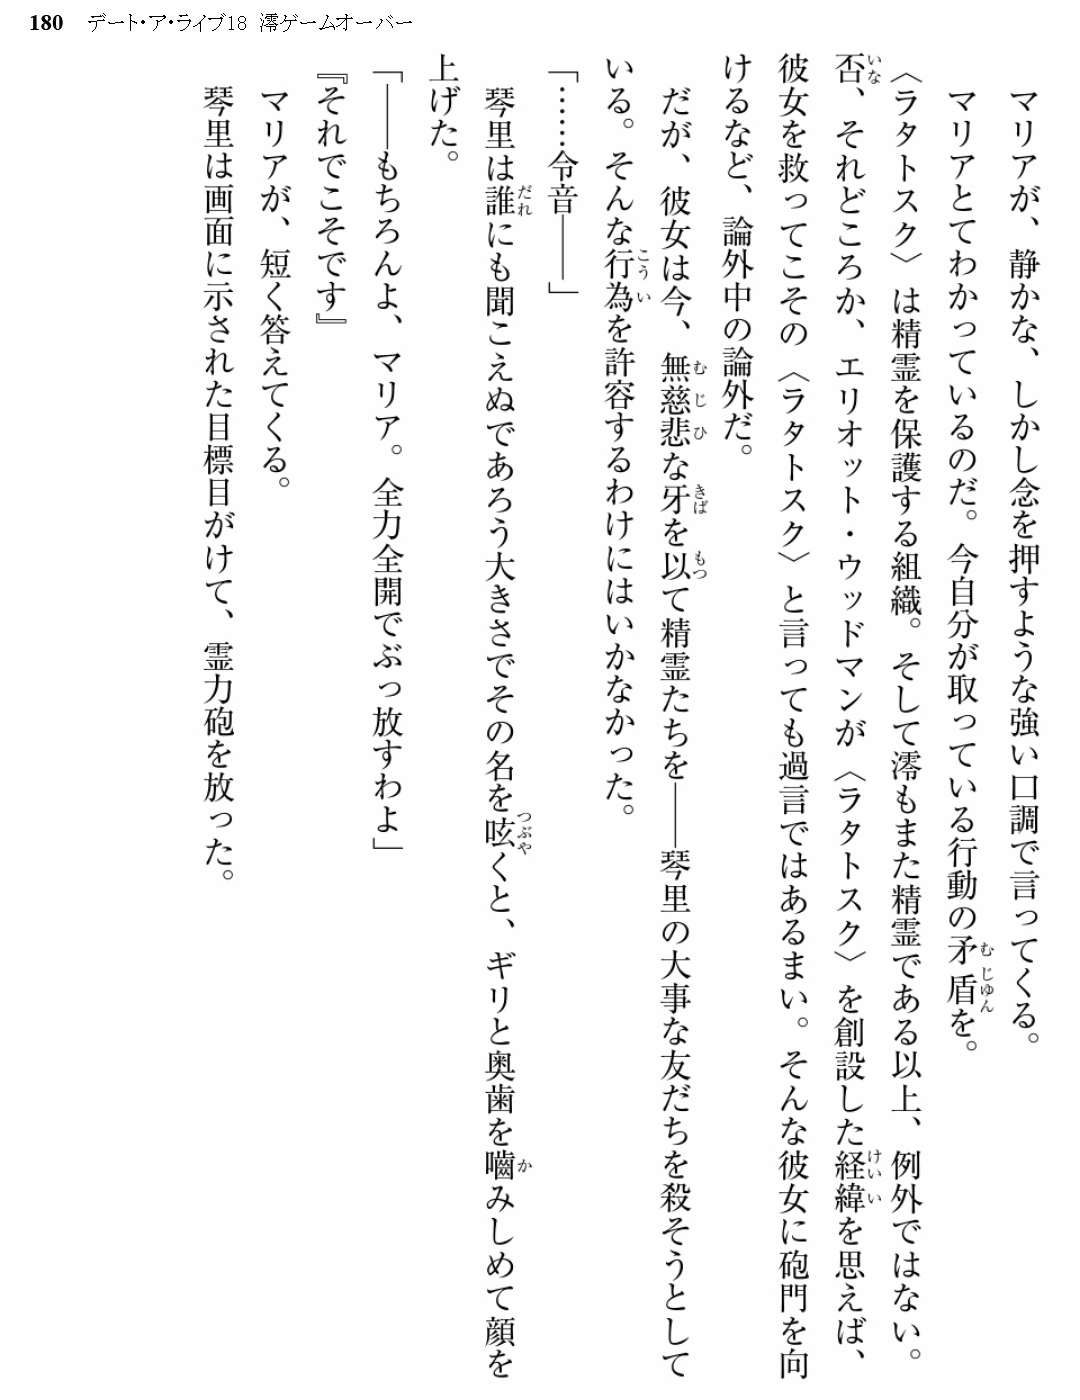 180 デート・ア・ライブ18 澪ゲームオーバー
マリアが、静かな、しかし念を押すような強い口調で言ってくる。
マリアとてわかっているのだ。今自分が取っている行動の矛盾を。
〈ラタトスク〉は精霊を保護する組織。そして澪もまた精霊である以上、例外ではない。
否、それどころか、エリオット・ウッドマンが〈ラタトスク〉を創設した経緯を思えば、
彼女を救ってこその〈ラタトスク〉と言っても過言ではあるまい。そんな彼女に砲門を向
けるなど、論外中の論外だ。
だが、彼女は今、無慈悲な牙を以て精霊たちを――琴里の大事な友だちを殺そうとして
いる。そんな行為を許容するわけにはいかなかった。
「……令音――」
琴里は誰にも聞こえぬであろう大きさでその名を呟くと、ギリと奥歯を嚙みしめて顔を
上げた。
「――もちろんよ、マリア。全力全開でぶっ放すわよ」
『それでこそです』
マリアが、短く答えてくる。
琴里は画面に示された目標目がけて、霊力砲を放った。